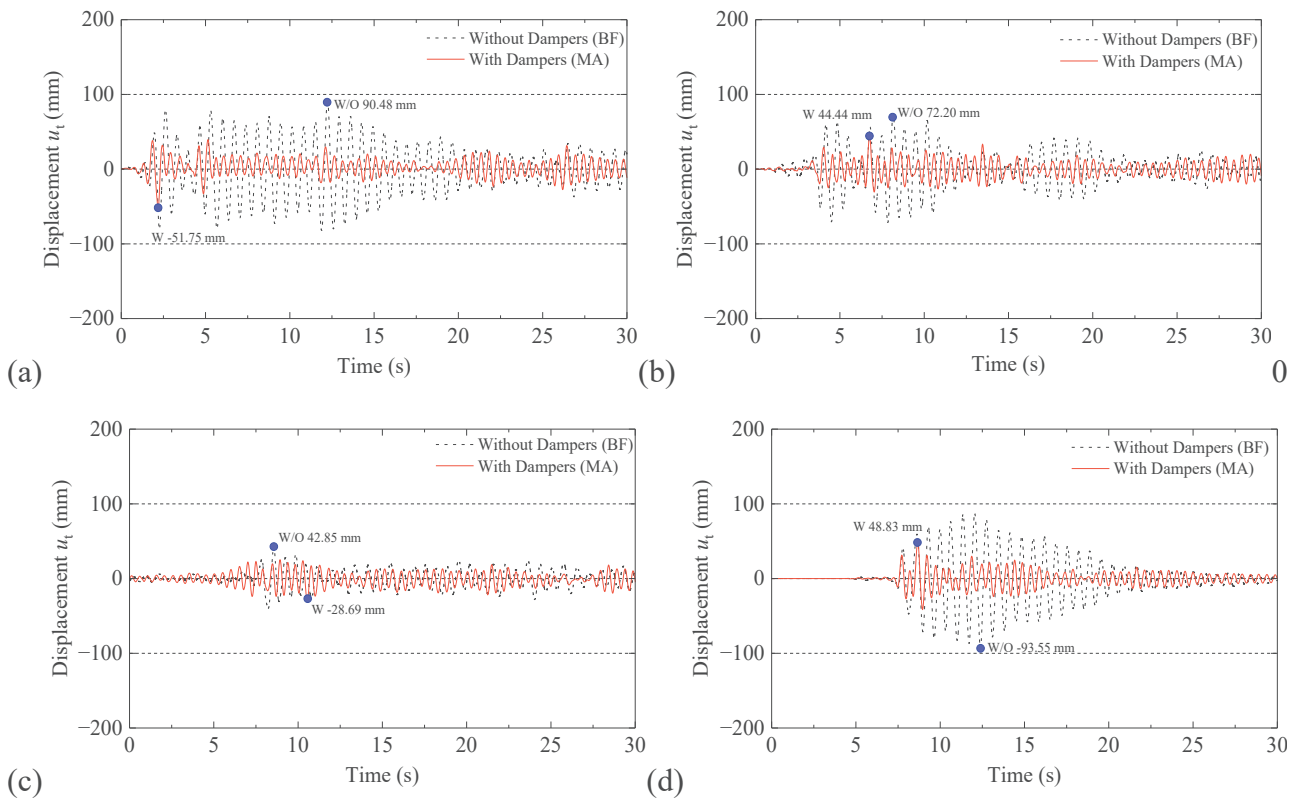 200
100
0
−100
−200
Displacement uₜ (mm)
Without Dampers (BF)
With Dampers (MA)
W/O 90.48 mm
W -51.75 mm
0 5 10 15 20 25 30
Time (s)
(a)
200
100
0
−100
−200
Displacement uₜ (mm)
Without Dampers (BF)
With Dampers (MA)
W 44.44 mm
W/O 72.20 mm
0 5 10 15 20 25 30
Time (s)
(b)
0
200
100
0
−100
−200
Displacement uₜ (mm)
Without Dampers (BF)
With Dampers (MA)
W/O 42.85 mm
W -28.69 mm
0 5 10 15 20 25 30
Time (s)
(c)
200
100
0
−100
−200
Displacement uₜ (mm)
Without Dampers (BF)
With Dampers (MA)
W 48.83 mm
W/O -93.55 mm
0 5 10 15 20 25 30
Time (s)
(d)